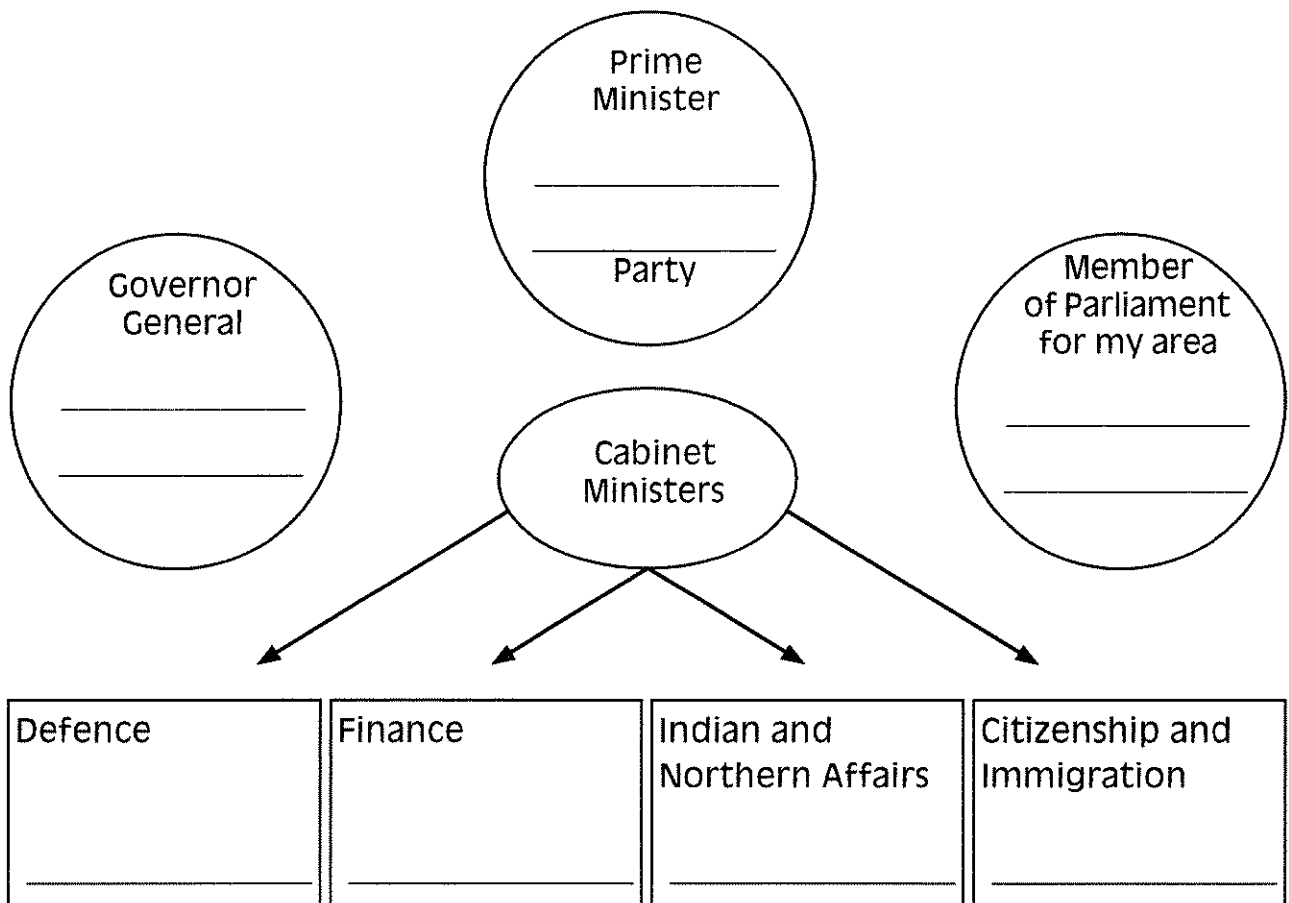 Prime
Minister
Party
Governor
General
Member
of Parliament
for my area
Cabinet
Ministers
Defence
Finance
Indian and
Northern Affairs
Citizenship and
Immigration